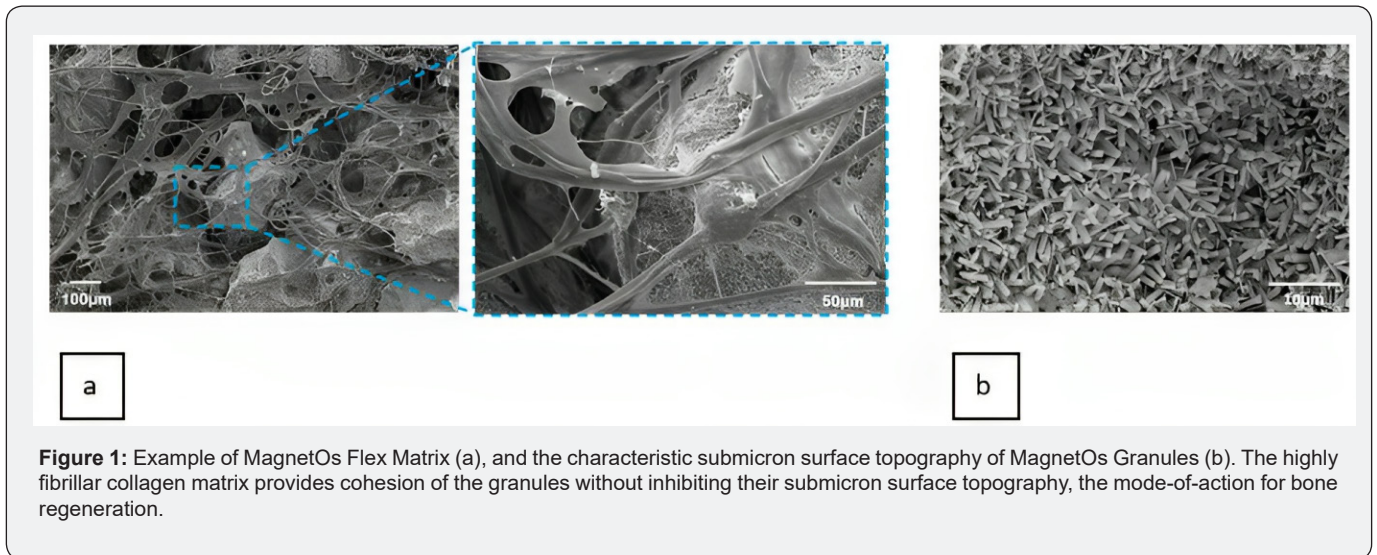 100μm
50μm
10μm
a
b
Figure 1: Example of MagnetOs Flex Matrix (a), and the characteristic submicron surface topography of MagnetOs Granules (b). The highly
fibrillar collagen matrix provides cohesion of the granules without inhibiting their submicron surface topography, the mode-of-action for bone
regeneration.